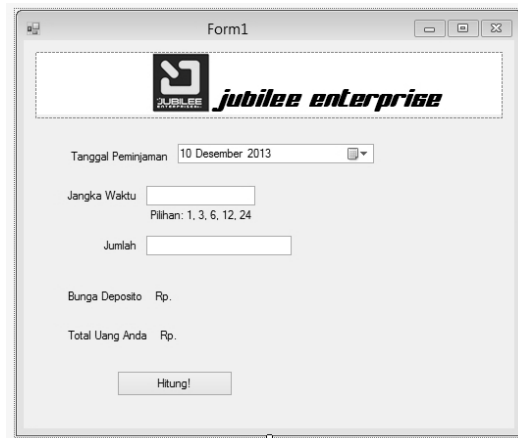 Form1
JUBILEE
ENTERPRISE
jubilee enterprise
Tanggal Peminjaman 10 Desember 2013
Jangka Waktu
Pilihan: 1, 3, 6, 12, 24
Jumlah
Bunga Deposito Rp.
Total Uang Anda Rp.
Hitung!